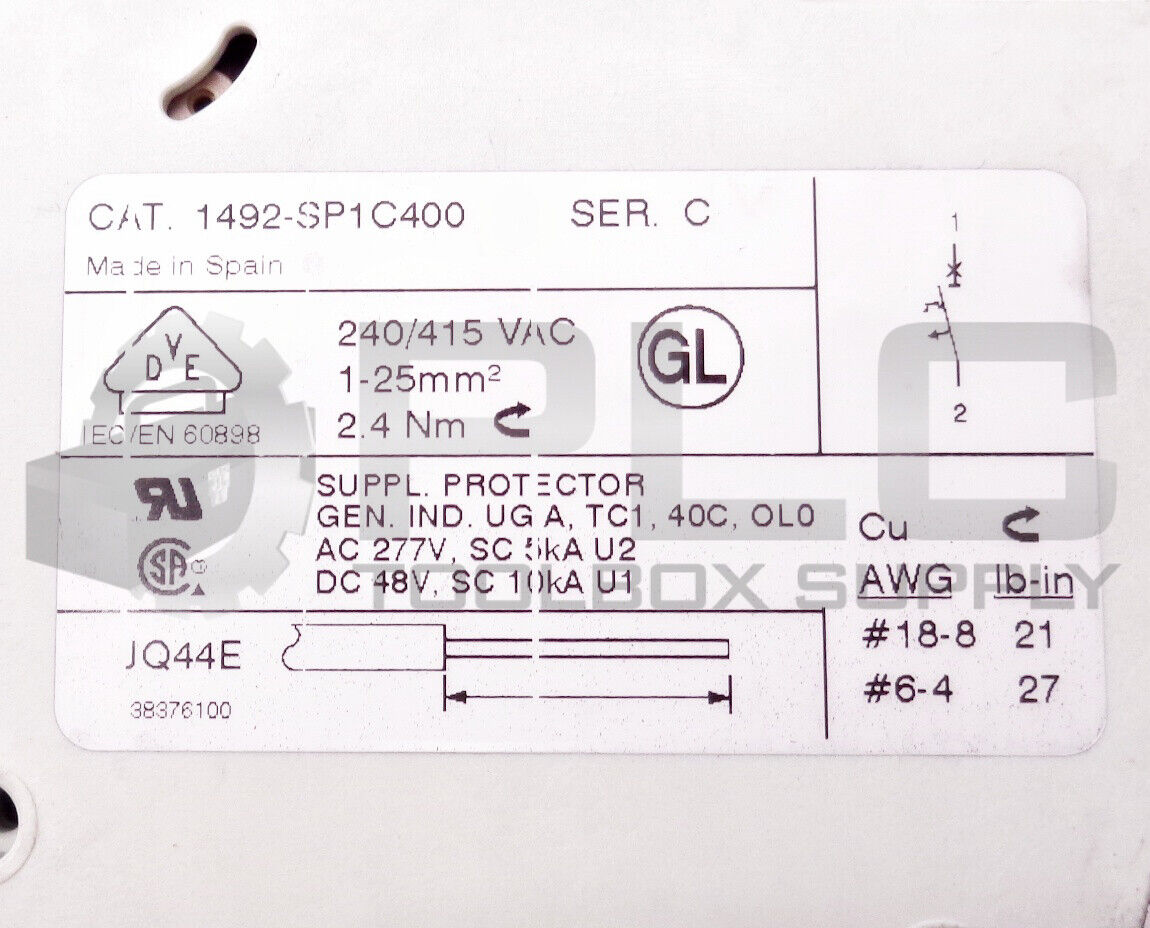 CAT. 1492-SP1C400 SER. C
Made in Spain
1
2
D V E
IEC/EN 60898
240/415 VAC
1-25mm²
2.4 Nm
GL
RU
SA
SUPPL. PROTECTOR
GEN. IND. UG A, TC1, 40C, OL0
AC 277V, SC 5kA U2
DC 48V, SC 10kA U1
Cu
AWG lb-in
#18-8 21
#6-4 27
JQ44E
38376100
PLC
TOOLBOX SUPPLY